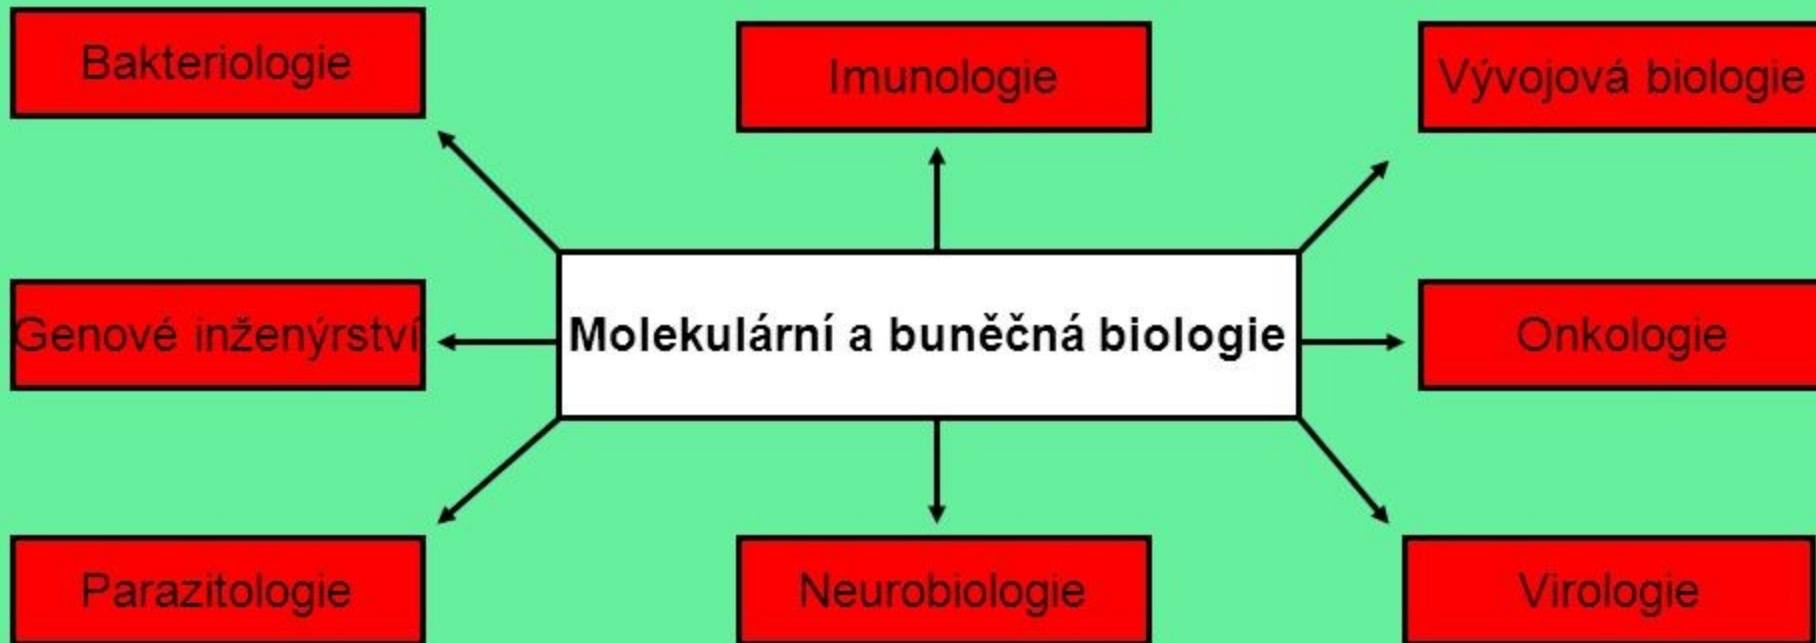 Bakteriologie
Imunologie
Vývojová biologie
Genové inženýrství
Molekulární a buněčná biologie
Onkologie
Parazitologie
Neurobiologie
Virologie